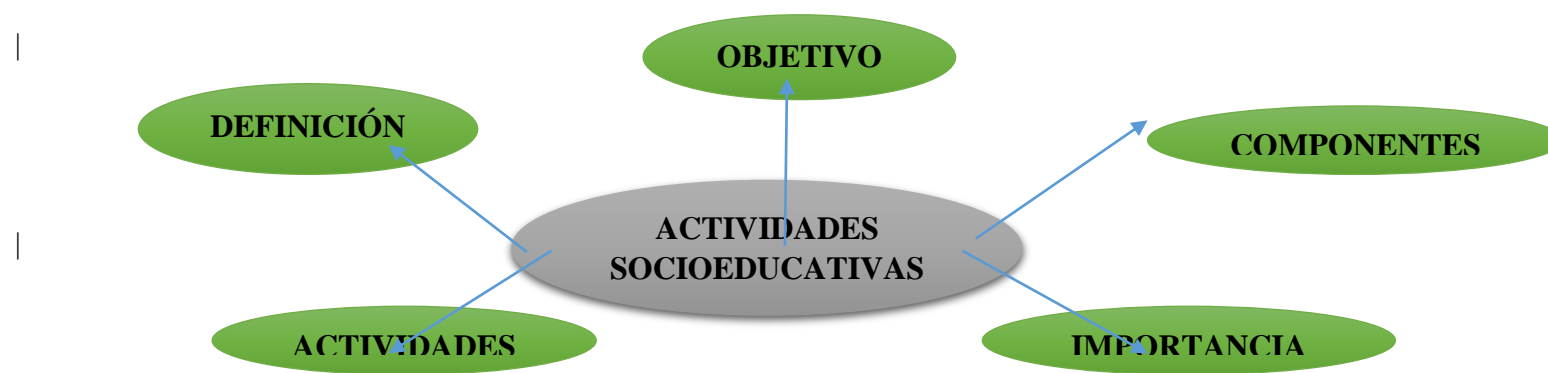 OBJETIVO
DEFINICIÓN
COMPONENTES
ACTIVIDADES
SOCIOEDUCATIVAS
ACTIVIDADES
IMPORTANCIA